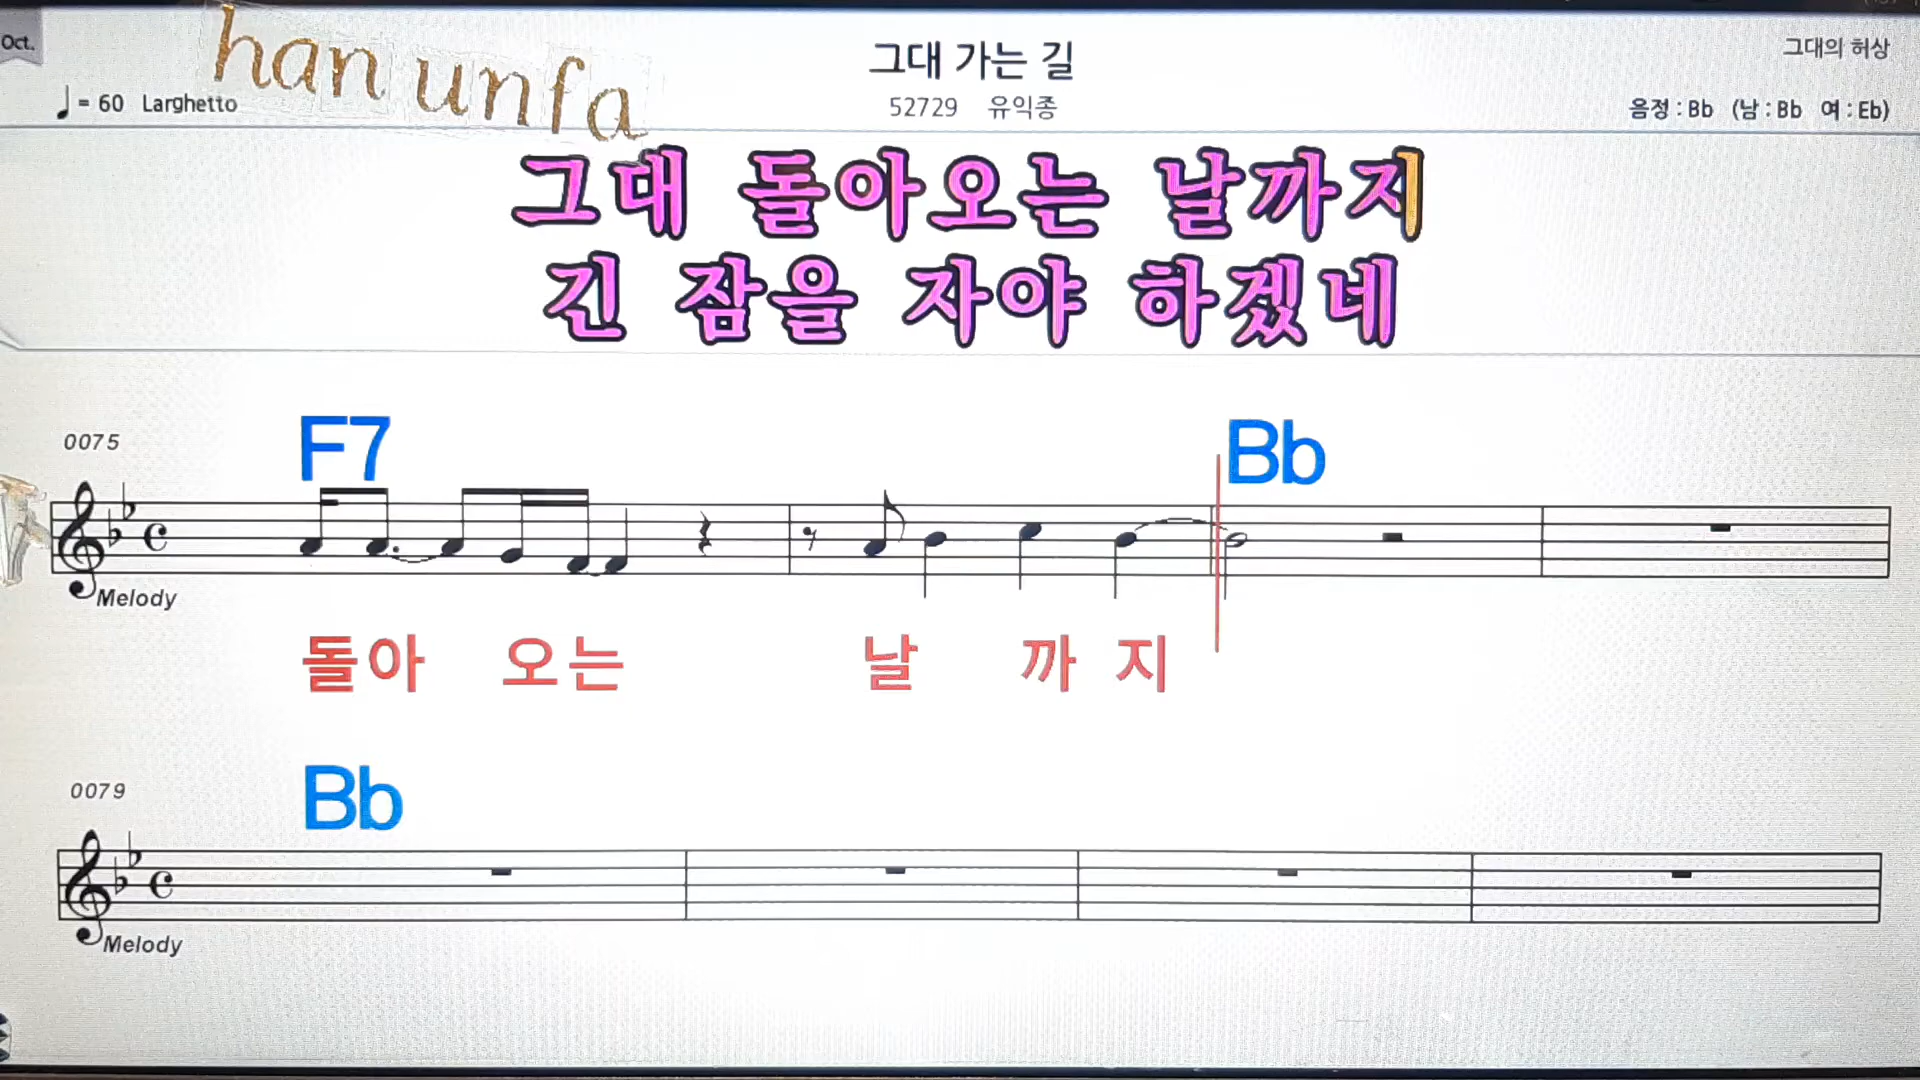 Oct.
han unfa
그대 가는 길
그대의 허상
♩ = 60 Larghetto
52729 유익종
음정 : Bb (남 : Bb 여 : Eb)
그대 돌아오는 날까지
긴 잠을 자야 하겠네
F7 Bb
0075
Melody
돌아 오는 날 까 지
0079
Bb
Melody